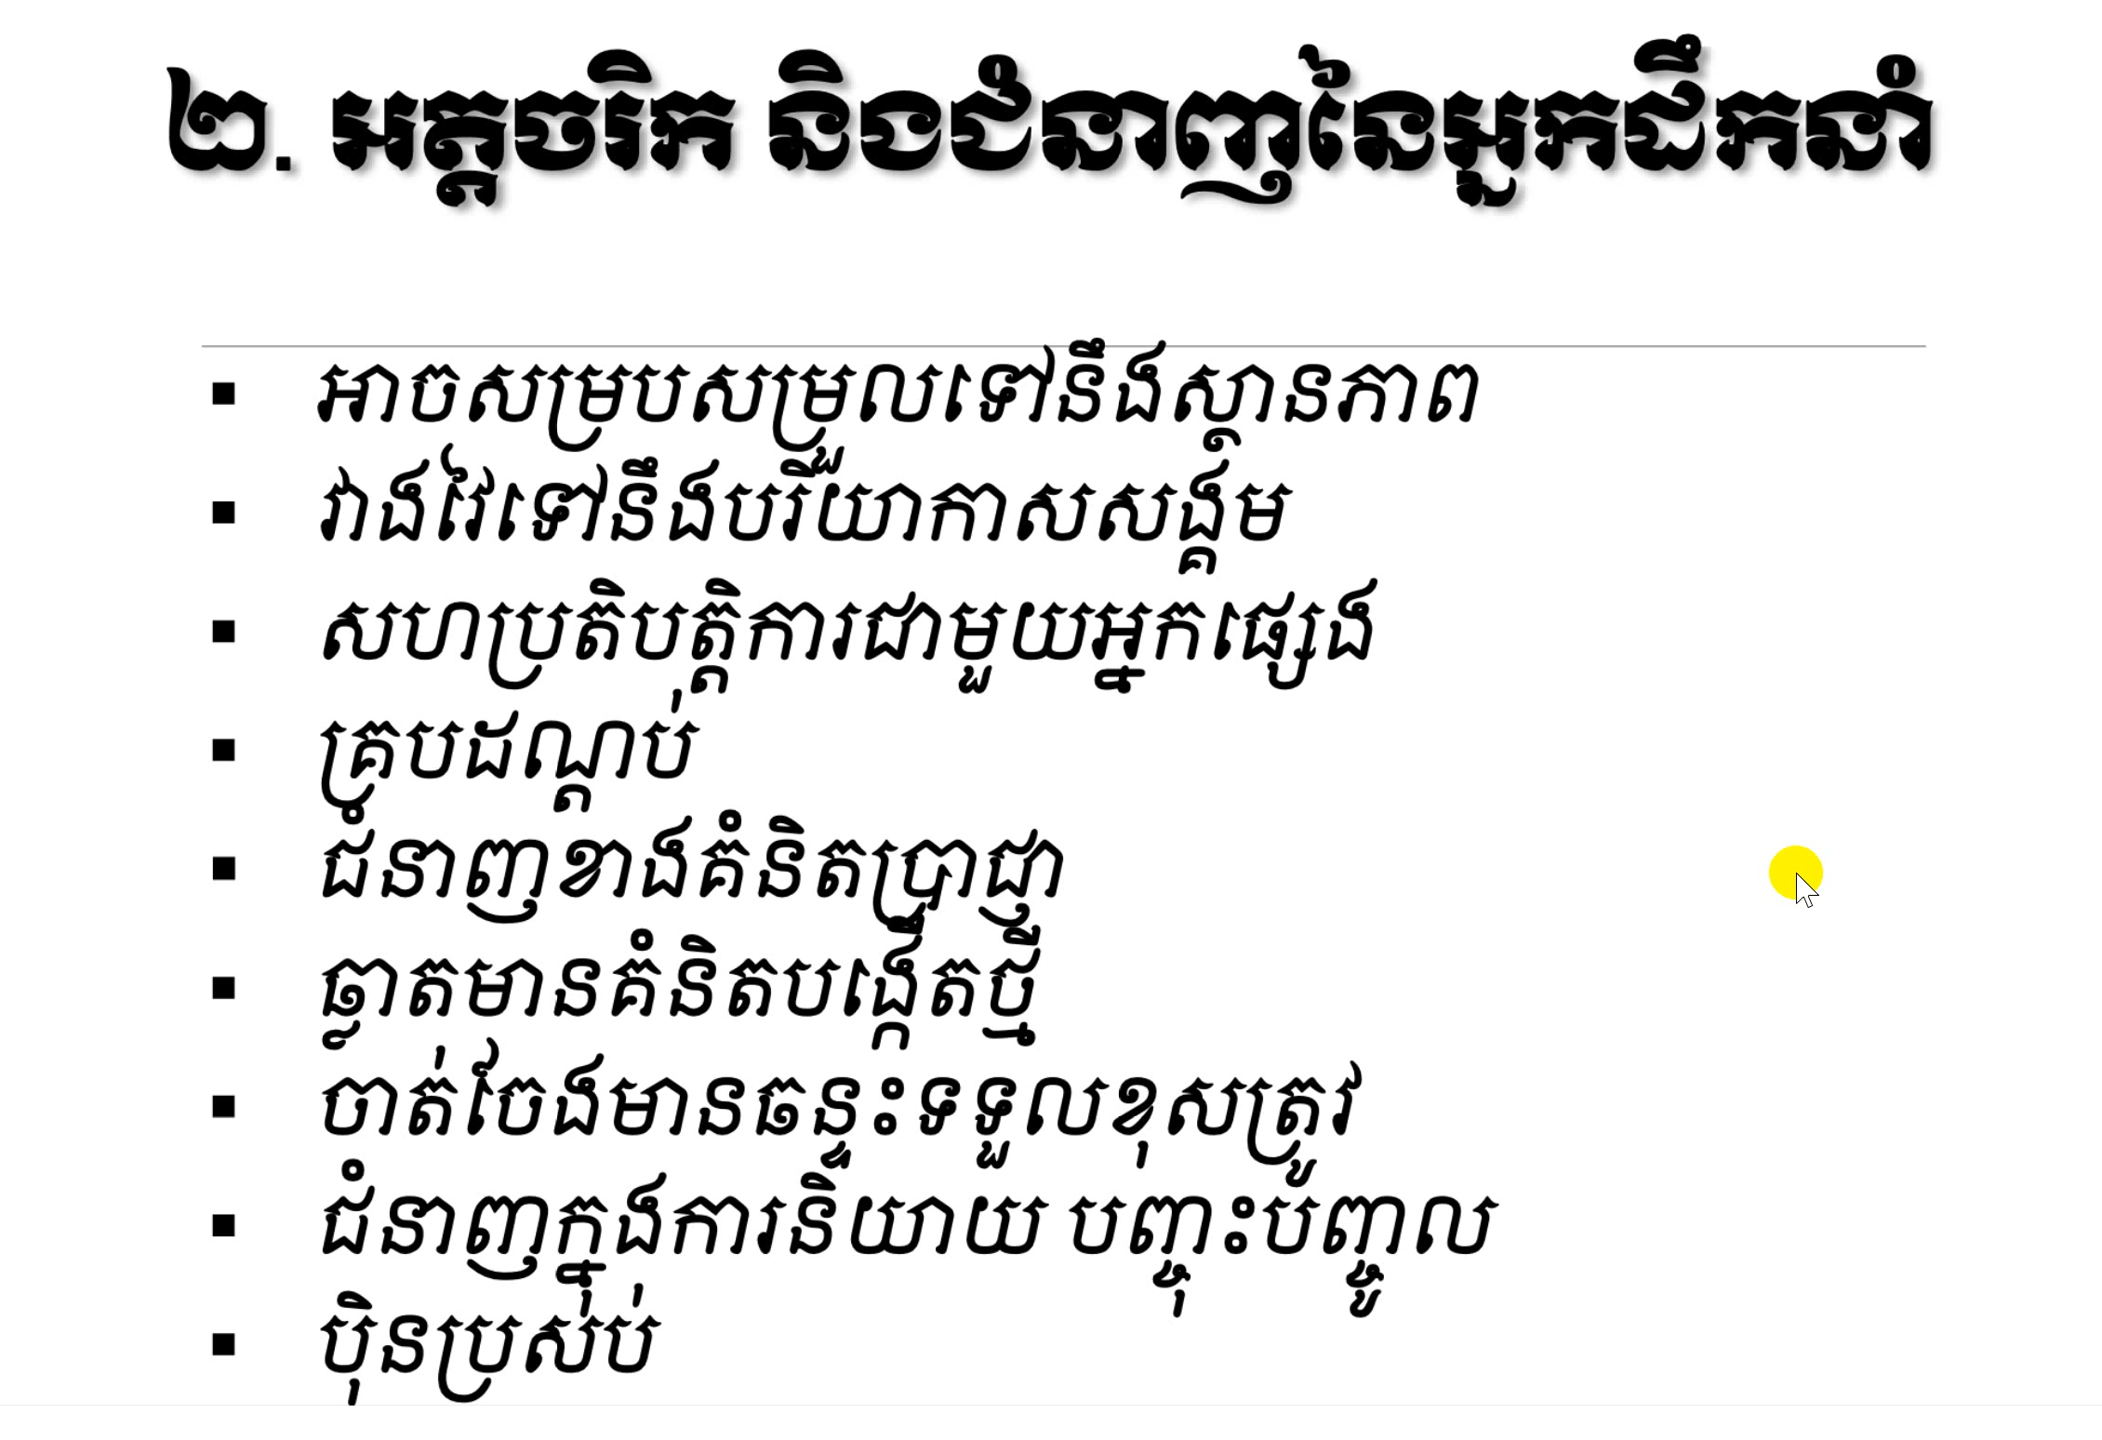 ២. អត្តចរិក និងជំនាញនៃអ្នកដឹកនាំ
▪ អាចសម្របសម្រួលទៅនឹងស្ថានភាព
▪ វាងវៃទៅនឹងបរិយាកាសសង្គម
▪ សហប្រតិបត្តិការជាមួយអ្នកផ្សេង
▪ គ្រូបដណ្តប់
▪ ជំនាញខាងគំនិតប្រាជ្ញា
▪ ឆ្លាតមានគំនិតបង្កើតថ្មី
▪ ចាត់ចែងមានឆន្ទះទទួលខុសត្រូវ
▪ ជំនាញក្នុងការនិយាយ បញ្ចុះបញ្ចូល
▪ ប៉ិនប្រសប់